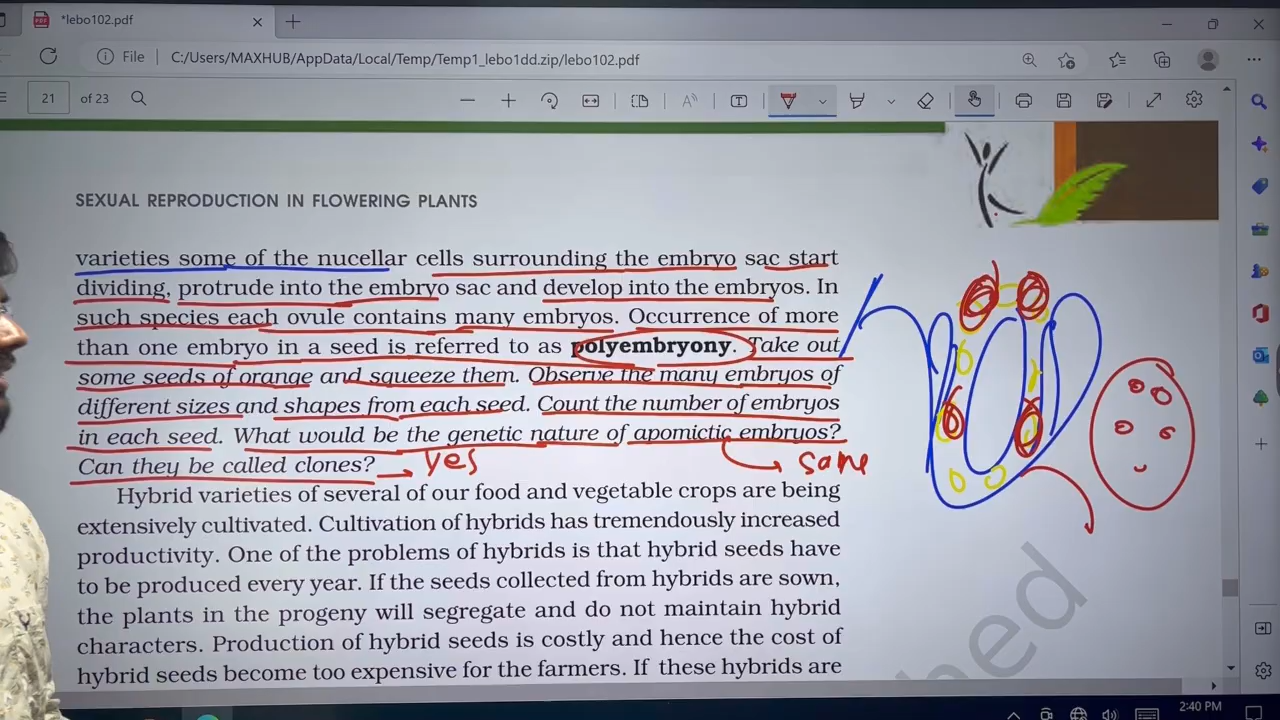 *lebo102.pdf
File C:/Users/MAXHUB/AppData/Local/Temp/Temp1_lebo1dd.zip/lebo102.pdf
21 of 23
SEXUAL REPRODUCTION IN FLOWERING PLANTS
varieties some of the nucellar cells surrounding the embryo sac start
dividing, protrude into the embryo sac and develop into the embryos. In
such species each ovule contains many embryos. Occurrence of more
than one embryo in a seed is referred to as polyembryony. Take out
some seeds of orange and squeeze them. Observe the many embryos of
different sizes and shapes from each seed. Count the number of embryos
in each seed. What would be the genetic nature of apomictic embryos?
Can they be called clones? yes same
Hybrid varieties of several of our food and vegetable crops are being
extensively cultivated. Cultivation of hybrids has tremendously increased
productivity. One of the problems of hybrids is that hybrid seeds have
to be produced every year. If the seeds collected from hybrids are sown,
the plants in the progeny will segregate and do not maintain hybrid
characters. Production of hybrid seeds is costly and hence the cost of
hybrid seeds become too expensive for the farmers. If these hybrids are
hed
2:40 PM